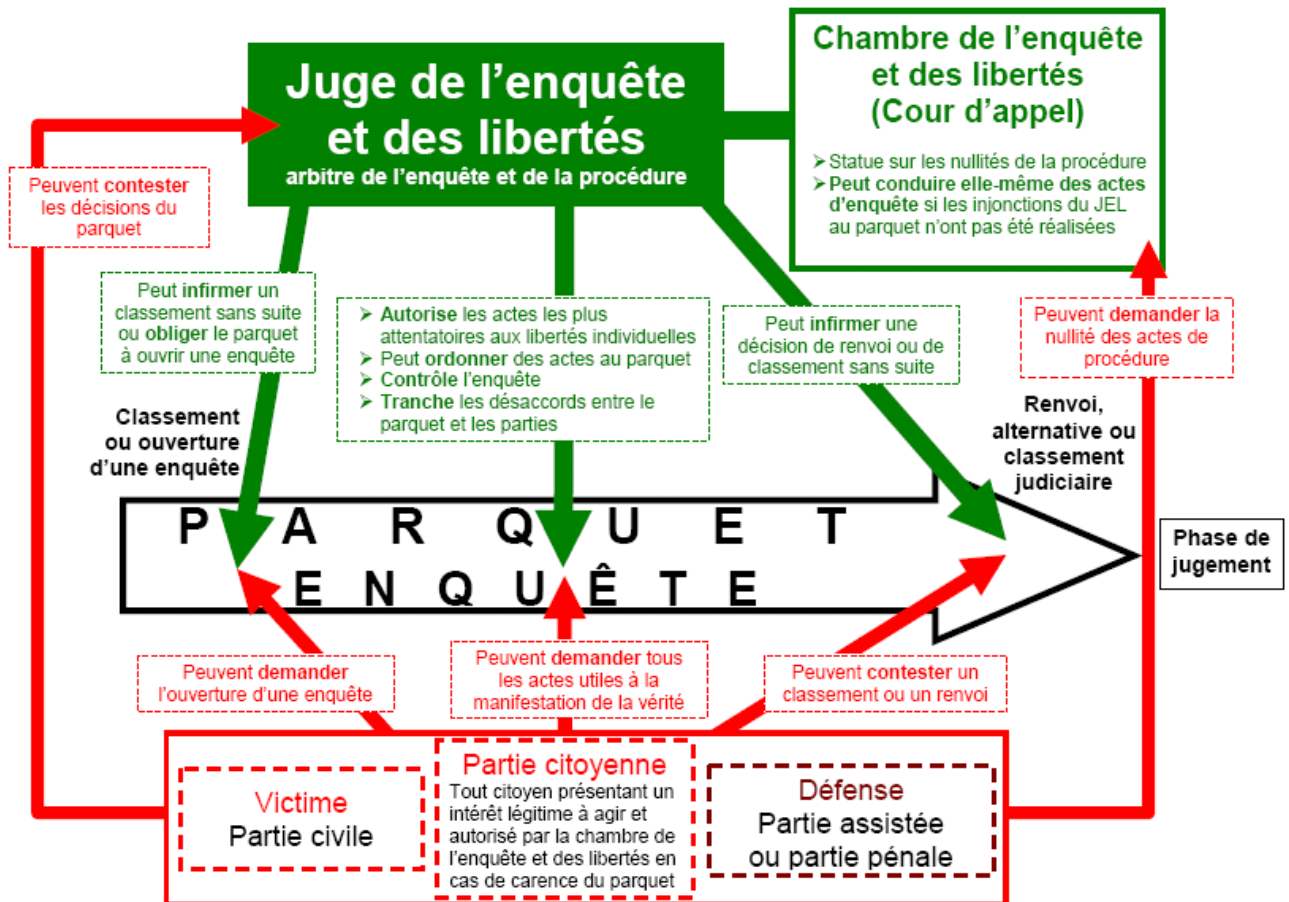 Juge de l'enquête
et des libertés
arbitre de l'enquête et de la procédure
Chambre de l'enquête
et des libertés
(Cour d'appel)
➢ Statue sur les nullités de la procédure
➢ Peut conduire elle-même des actes
d'enquête si les injonctions du JEL
au parquet n'ont pas été réalisées
Peuvent contester
les décisions du
parquet
Peut infirmer un
classement sans suite
ou obliger le parquet
à ouvrir une enquête
➢ Autorise les actes les plus
attentatoires aux libertés individuelles
➢ Peut ordonner des actes au parquet
➢ Contrôle l'enquête
➢ Tranche les désaccords entre le
parquet et les parties
Peut infirmer une
décision de renvoi ou de
classement sans suite
Peuvent demander la
nullité des actes de
procédure
Classement
ou ouverture
d'une enquête
Renvoi,
alternative ou
classement
judiciaire
P A R Q U E T
E N Q U Ê T E
Phase de
jugement
Peuvent demander
l'ouverture d'une enquête
Peuvent demander tous
les actes utiles à la
manifestation de la vérité
Peuvent contester un
classement ou un renvoi
Victime
Partie civile
Partie citoyenne
Tout citoyen présentant un
intérêt légitime à agir et
autorisé par la chambre de
l'enquête et des libertés en
cas de carence du parquet
Défense
Partie assistée
ou partie pénale